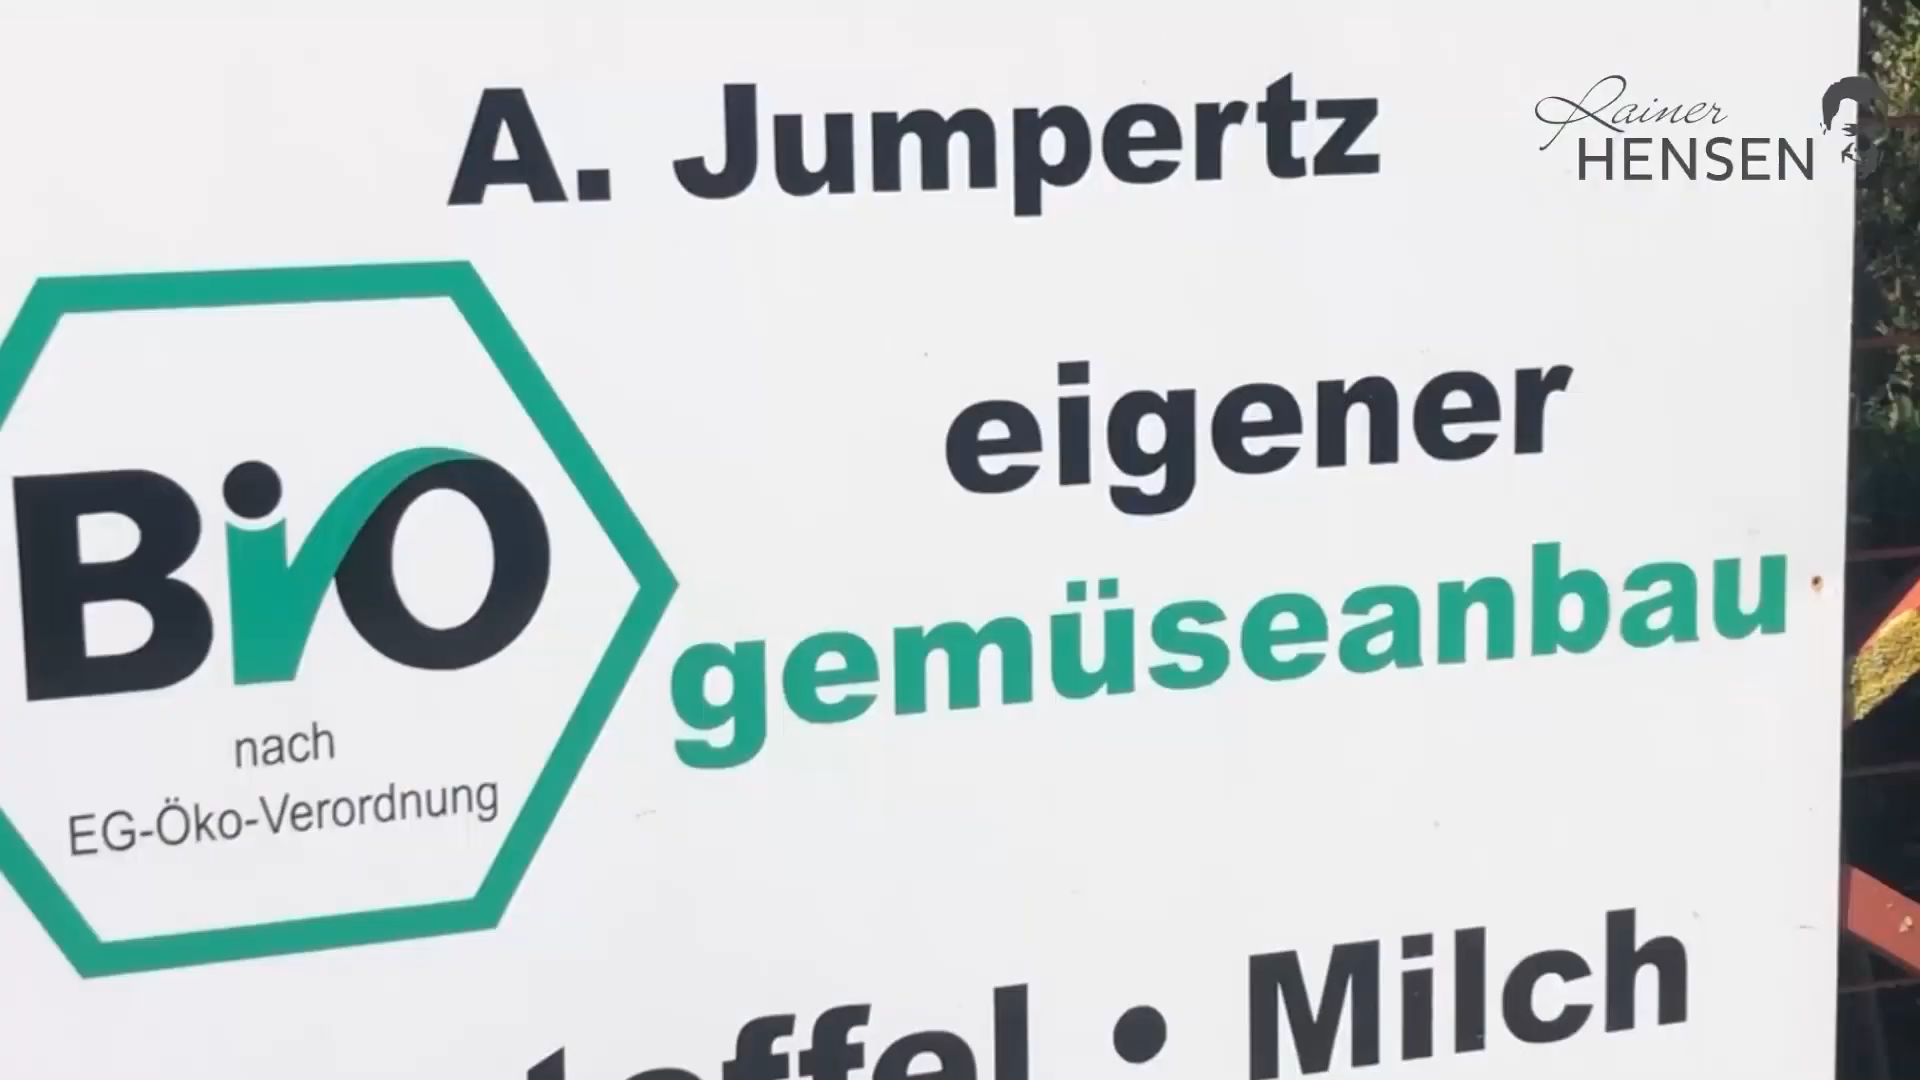 A. Jumpertz
Rainer
HENSEN
eigener
gemüseanbau
Bio
nach
EG-Öko-Verordnung
Milch